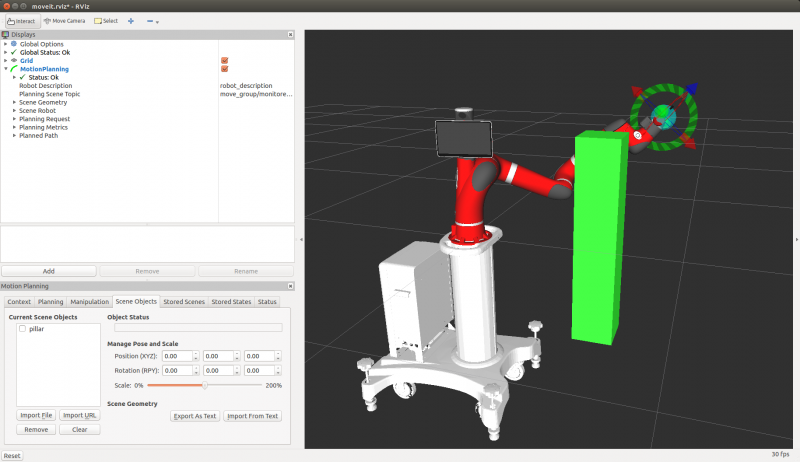 moveit.rviz* - RViz
Interact Move Camera Select
Displays
Global Options
Global Status: Ok
Grid
MotionPlanning
Status: Ok
Robot Description robot_description
Planning Scene Topic move_group/monitore...
Scene Geometry
Scene Robot
Planning Request
Planning Metrics
Planned Path
Add Remove Rename
Motion Planning
Context Planning Manipulation Scene Objects Stored Scenes Stored States Status
Current Scene Objects Object Status
pillar
Manage Pose and Scale
Position (XYZ): 0.00 0.00 0.00
Rotation (RPY): 0.00 0.00 0.00
Scale: 0% 200%
Scene Geometry
Import File Import URL Export As Text Import From Text
Remove Clear
Reset 30 fps